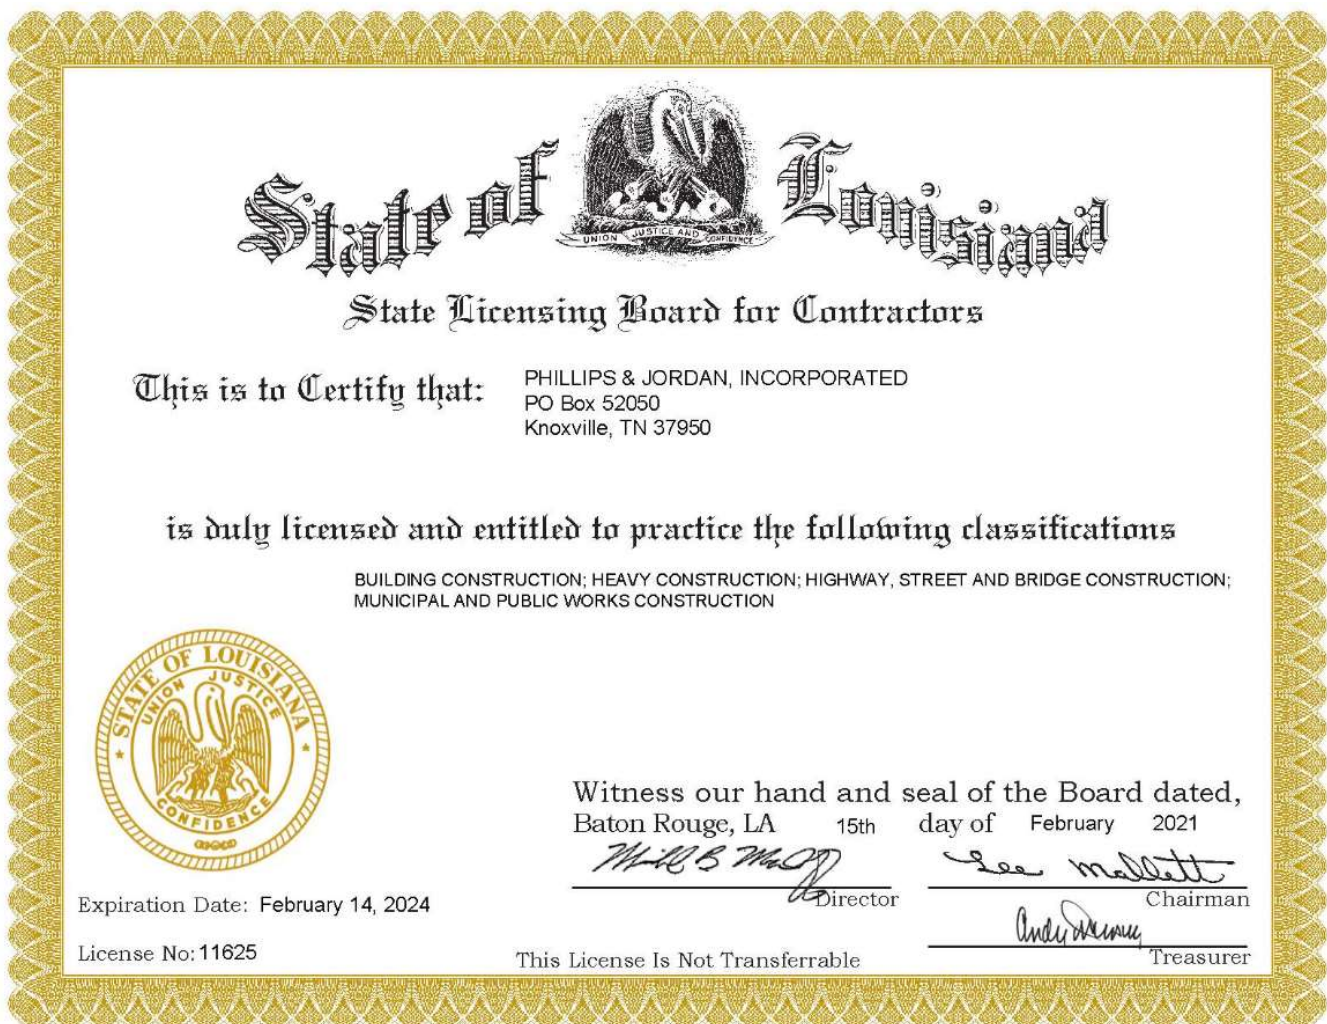 State of Louisiana
UNION JUSTICE AND CONFIDENCE
State Licensing Board for Contractors
This is to Certify that:
PHILLIPS & JORDAN, INCORPORATED
PO Box 52050
Knoxville, TN 37950
is duly licensed and entitled to practice the following classifications
BUILDING CONSTRUCTION; HEAVY CONSTRUCTION; HIGHWAY, STREET AND BRIDGE CONSTRUCTION;
MUNICIPAL AND PUBLIC WORKS CONSTRUCTION
STATE OF LOUISIANA
UNION JUSTICE
CONFIDENCE
Witness our hand and seal of the Board dated,
Baton Rouge, LA 15th day of February 2021
Lee Mallett
Director
Chairman
Expiration Date: February 14, 2024
Andy
License No: 11625
This License Is Not Transferrable
Treasurer